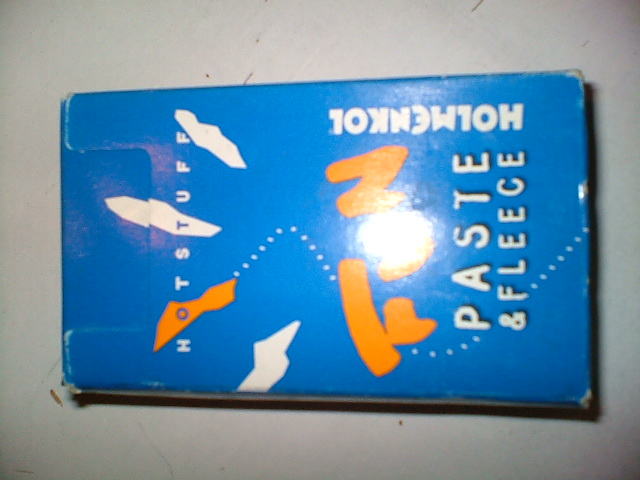 HOTSTUFF
FUN
PASTE
& FLEECE
HOLMENKOL